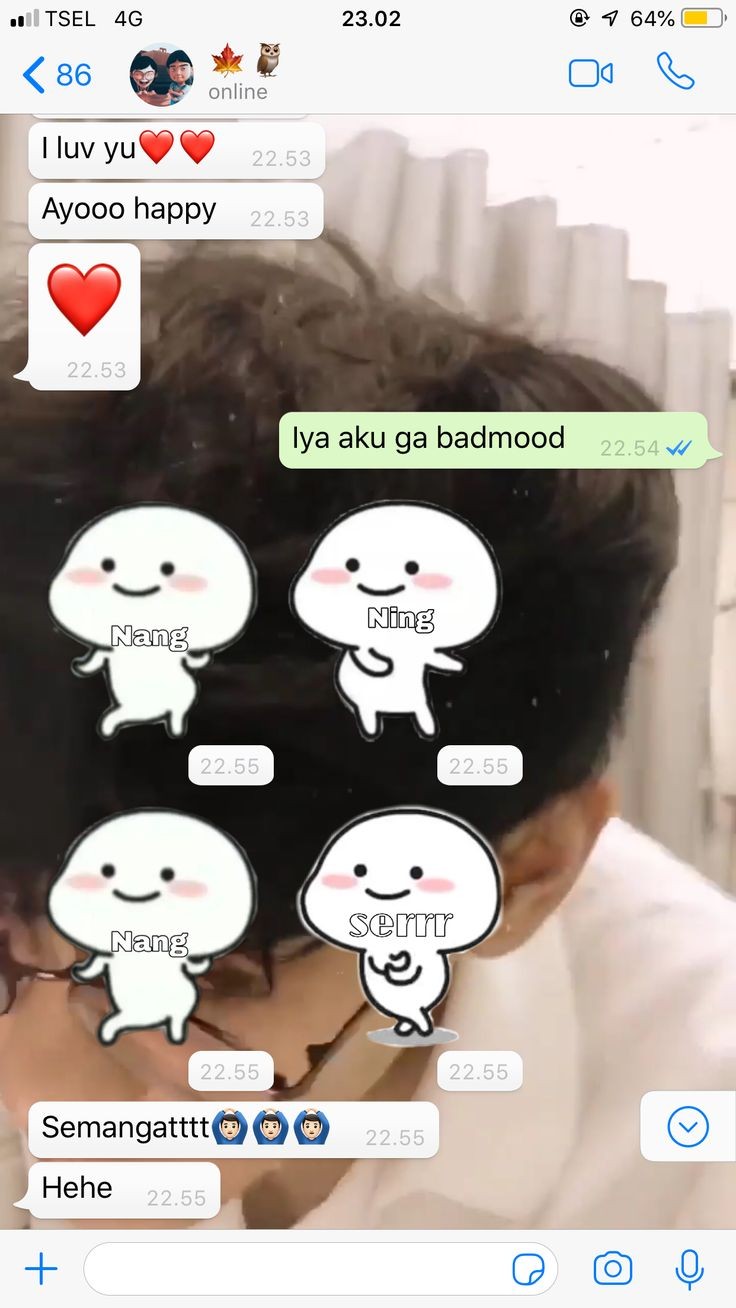 TSEL 4G 23.02 64%
86 🍁 🦉
online
I luv yu❤️❤️ 22.53
Ayooo happy 22.53
❤️ 22.53
Iya aku ga badmood 22.54
Nang Ning
22.55 22.55
Nang serrr
22.55 22.55
Semangatttt🙆🏻‍♂️🙆🏻‍♂️🙆🏻‍♂️ 22.55
Hehe 22.55